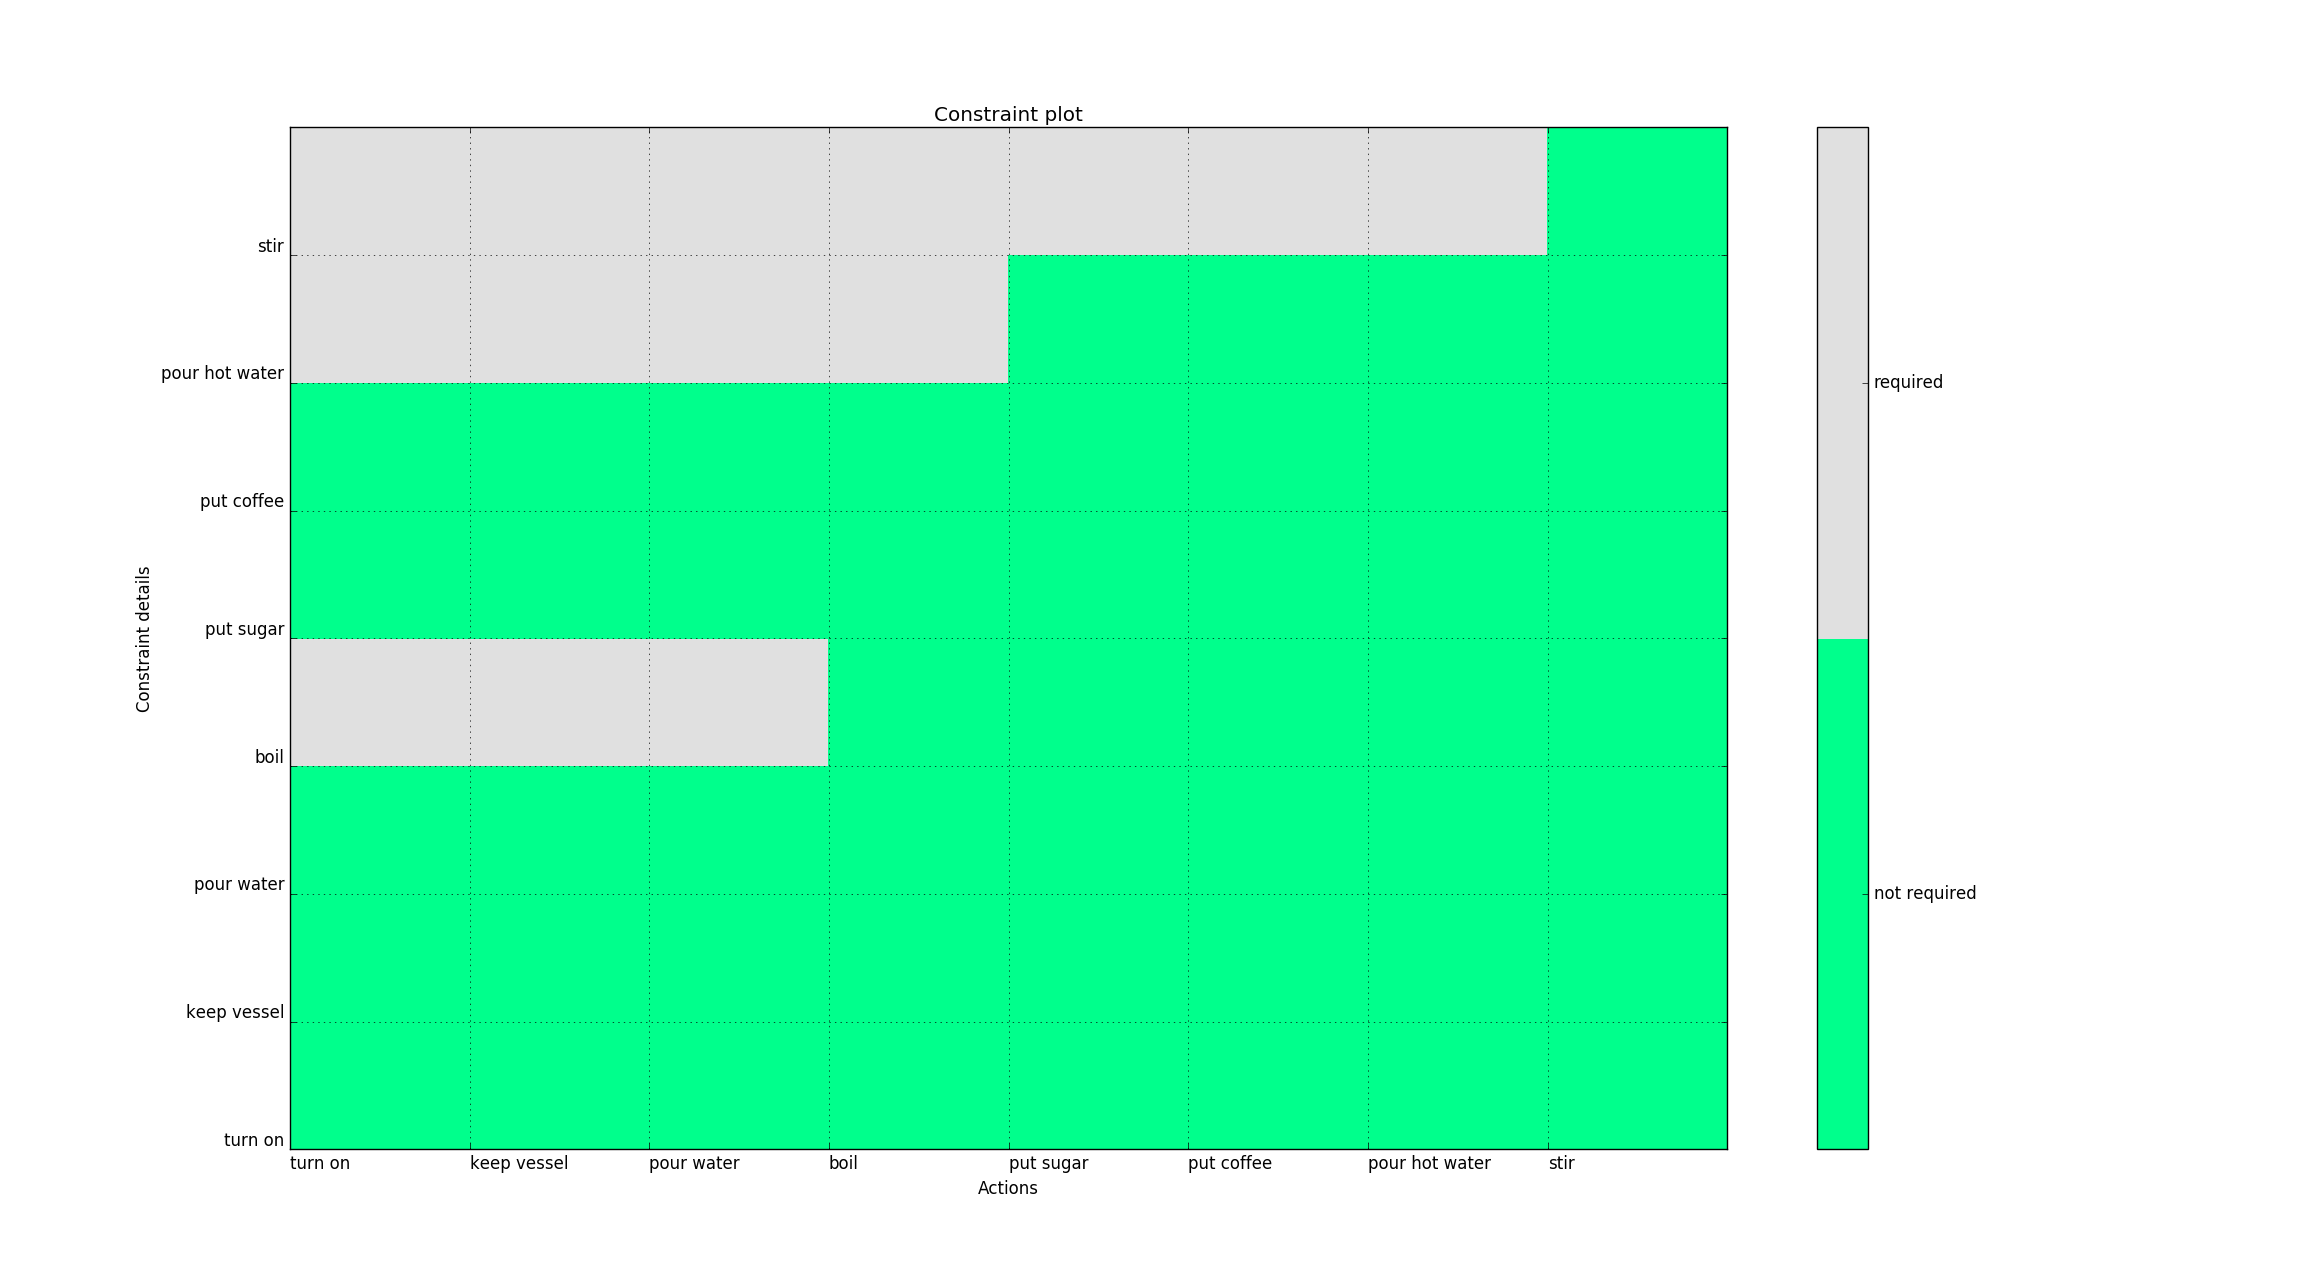 Constraint plot
stir
pour hot water
put coffee
put sugar
boil
pour water
keep vessel
turn on
Constraint details
turn on keep vessel pour water boil put sugar put coffee pour hot water stir
Actions
required
not required